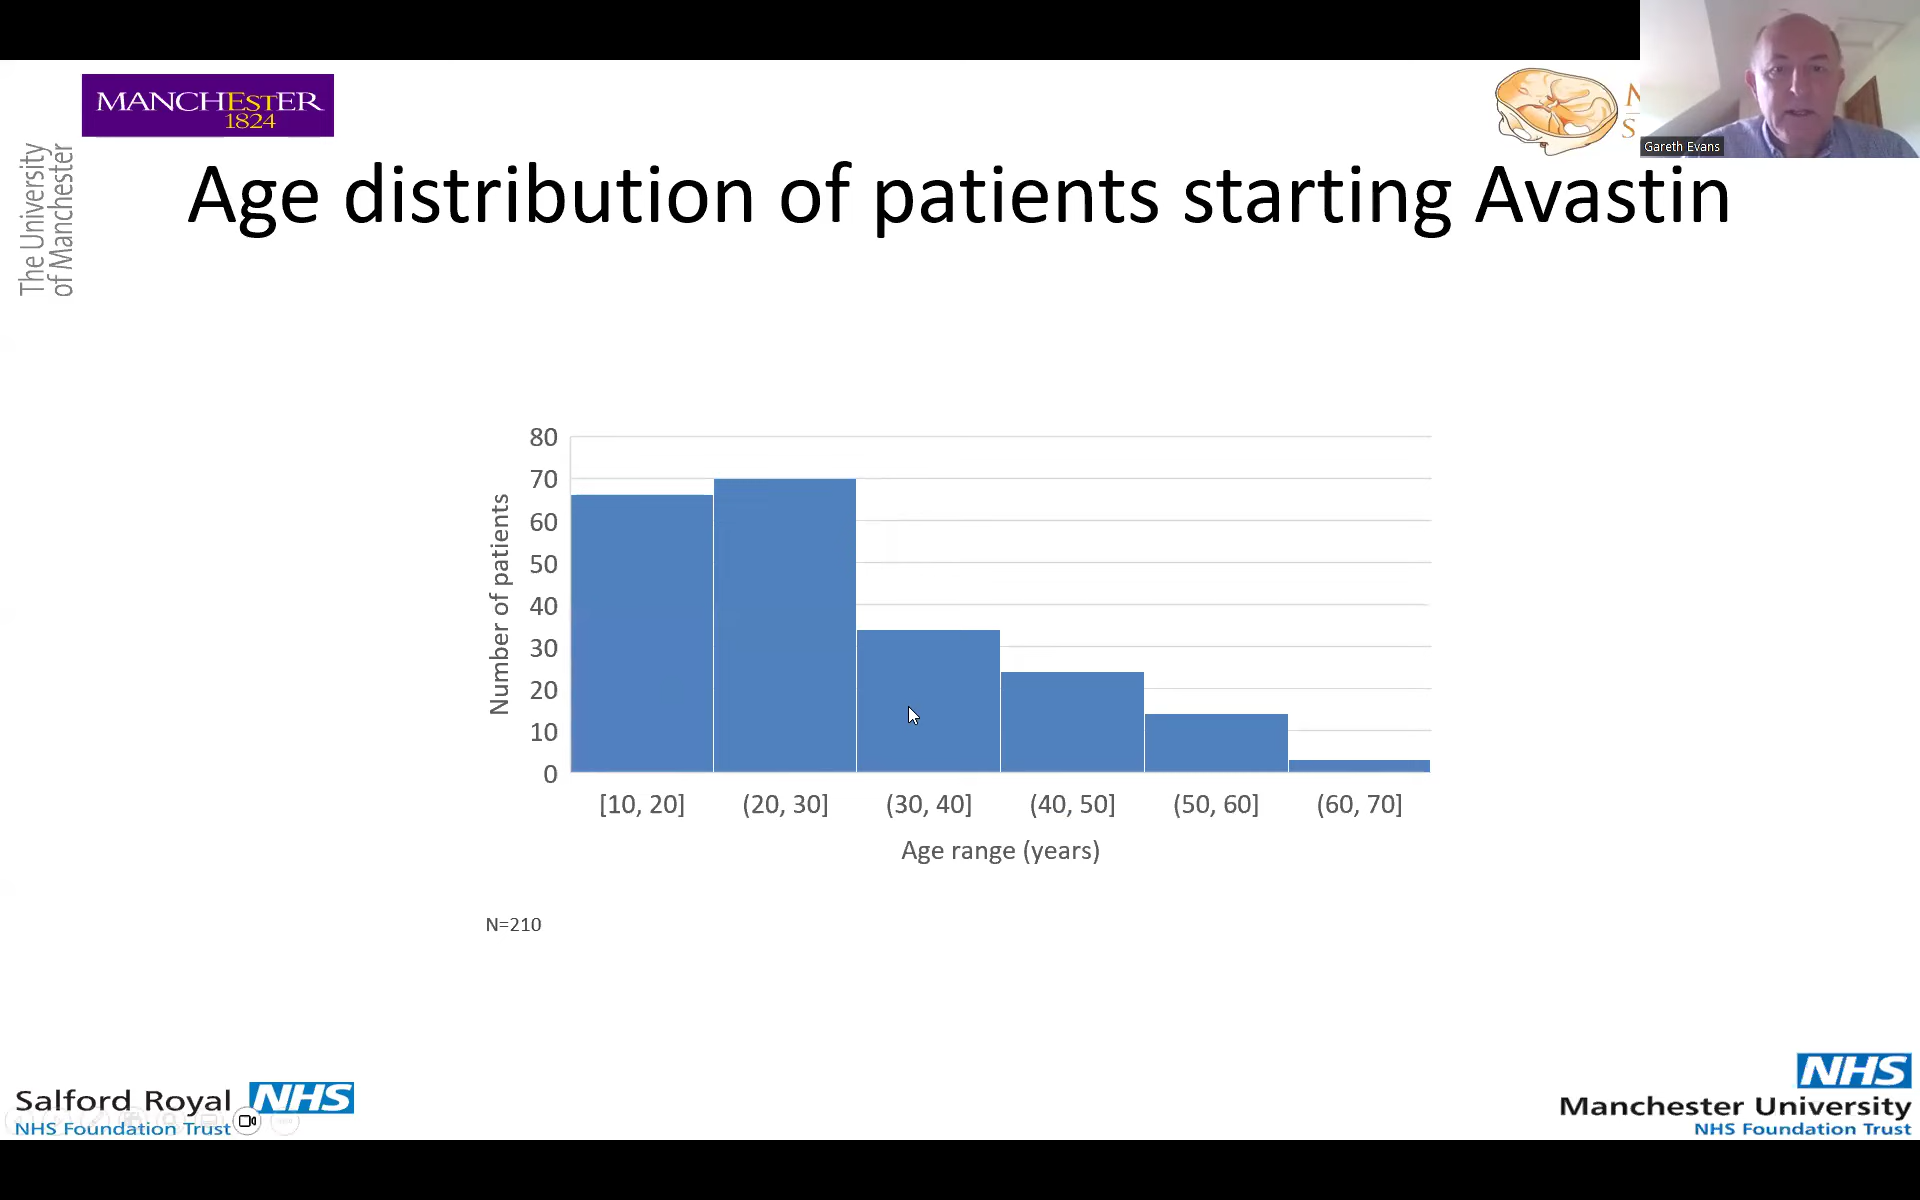 MANCHESTER
1824
The University
of Manchester
Gareth Evans
Age distribution of patients starting Avastin
80
70
60
50
40
30
20
10
0
Number of patients
[10, 20] (20, 30] (30, 40] (40, 50] (50, 60] (60, 70]
Age range (years)
N=210
Salford Royal NHS
NHS Foundation Trust
NHS
Manchester University
NHS Foundation Trust